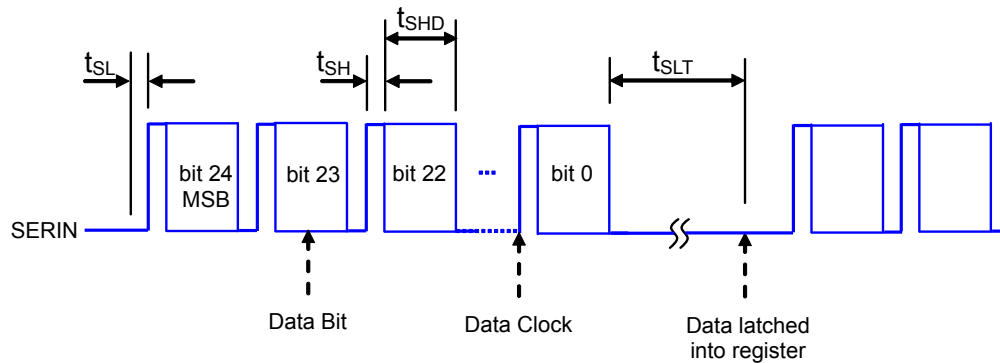 tSHD
tSL
tSH
tSLT
bit 24
MSB
bit 23
bit 22
...
bit 0
SERIN
Data Bit
Data Clock
Data latched
into register